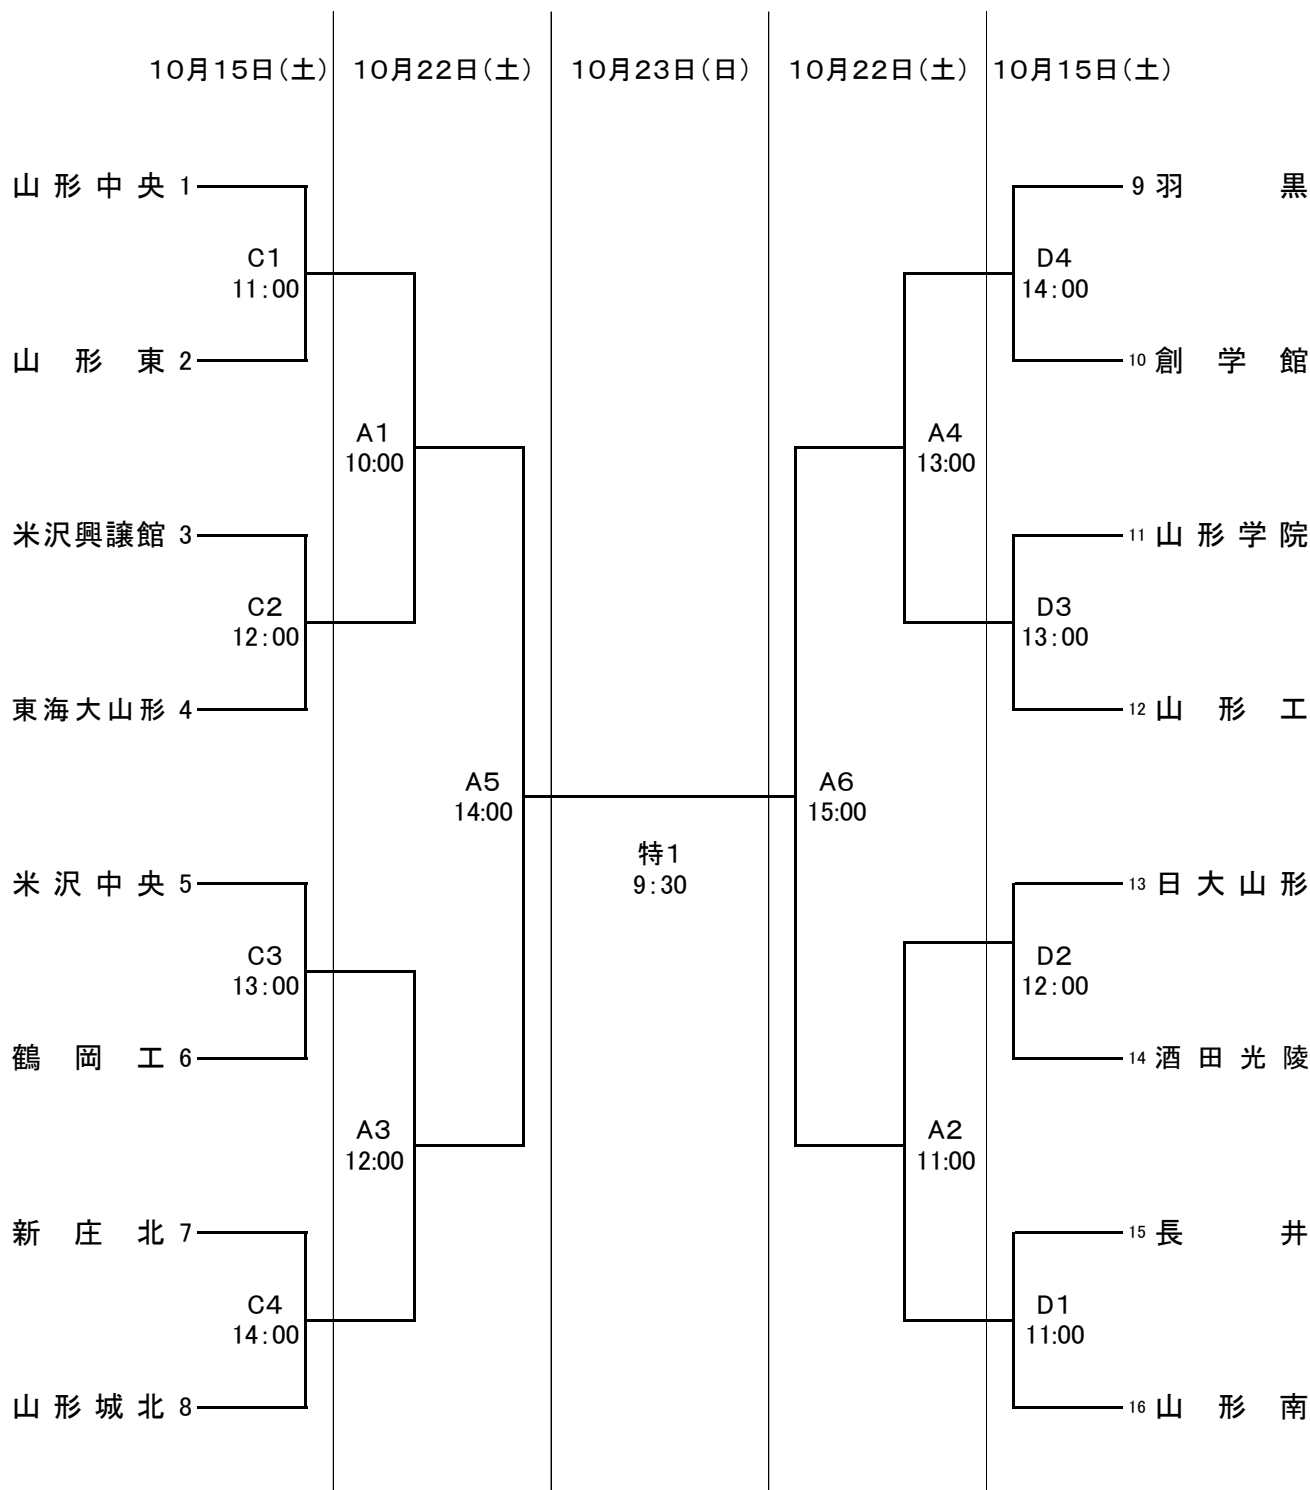 10月15日(土) 10月22日(土) 10月23日(日) 10月22日(土) 10月15日(土)
山形中央 1
9 羽黒
C1
11:00
D4
14:00
山形東 2
10 創学館
A1
10:00
A4
13:00
米沢興譲館 3
11 山形学院
C2
12:00
D3
13:00
東海大山形 4
12 山形工
A5
14:00
A6
15:00
特1
9:30
米沢中央 5
13 日大山形
C3
13:00
D2
12:00
鶴岡工 6
14 酒田光陵
A3
12:00
A2
11:00
新庄北 7
15 長井
C4
14:00
D1
11:00
山形城北 8
16 山形南